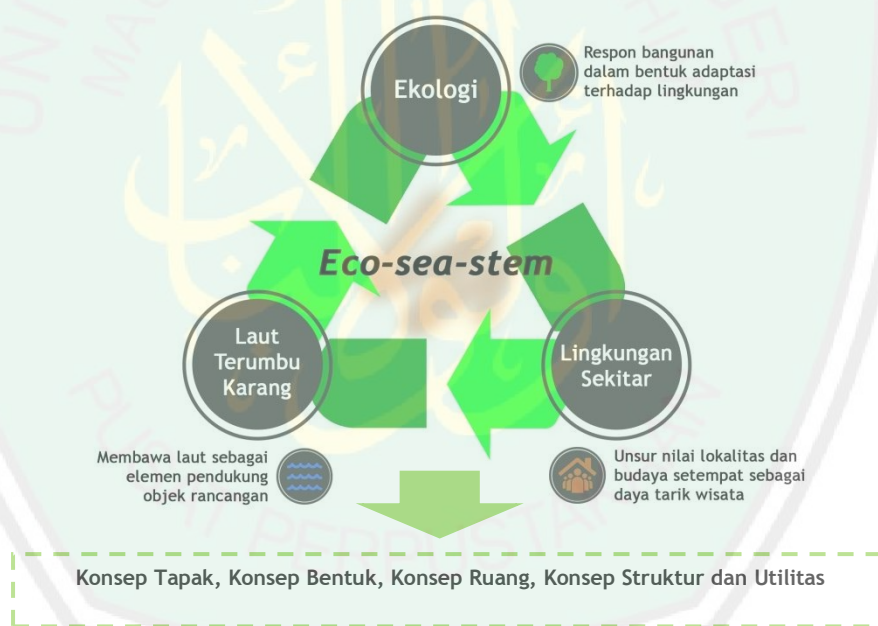 Ekologi
Respon bangunan
dalam bentuk adaptasi
terhadap lingkungan
Eco-sea-stem
Laut
Terumbu
Karang
Lingkungan
Sekitar
Membawa laut sebagai
elemen pendukung
objek rancangan
Unsur nilai lokalitas dan
budaya setempat sebagai
daya tarik wisata
Konsep Tapak, Konsep Bentuk, Konsep Ruang, Konsep Struktur dan Utilitas